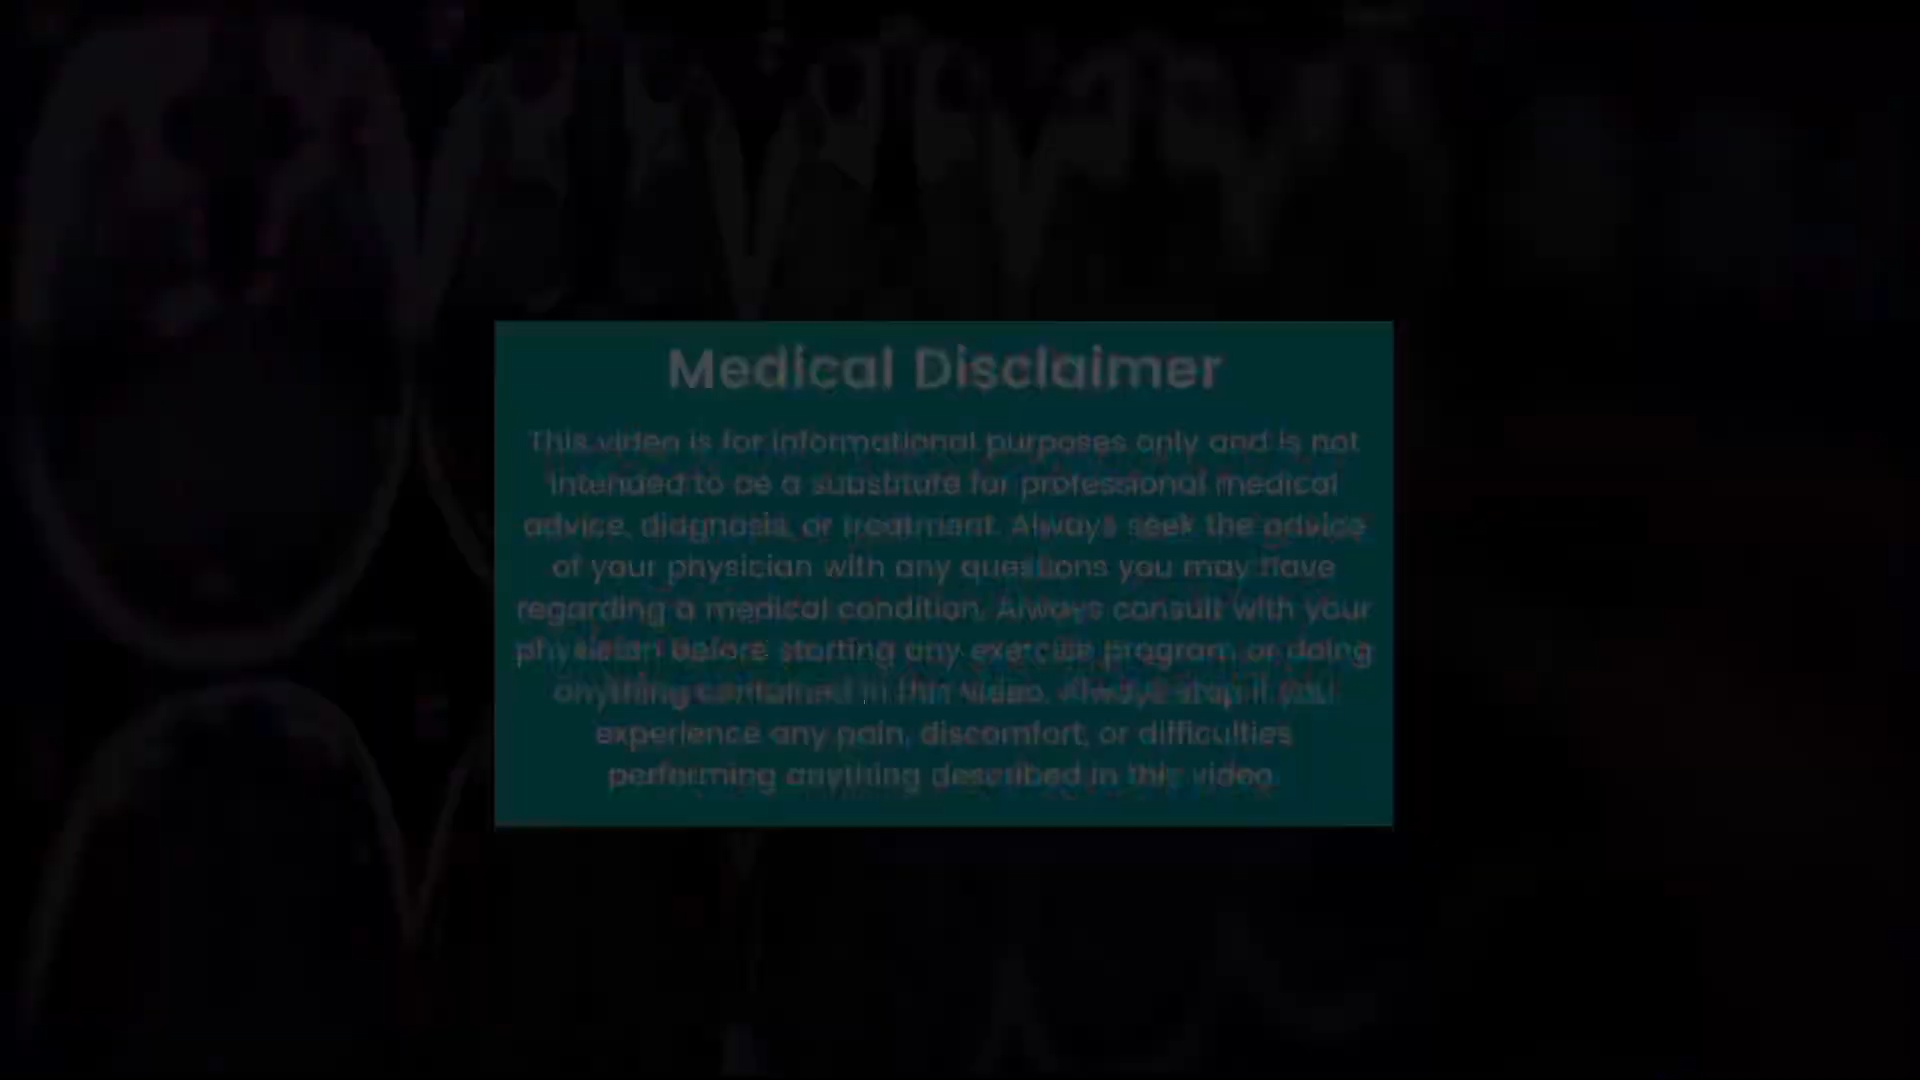 Medical Disclaimer
This video is for informational purposes only and is not
intended to be a substitute for professional medical
advice, diagnosis, or treatment. Always seek the advice
of your physician with any questions you may have
regarding a medical condition. Always consult with your
physician before starting any exercise program or doing
anything contained in this video. Always stop if you
experience any pain, discomfort, or difficulties
performing anything described in this video.